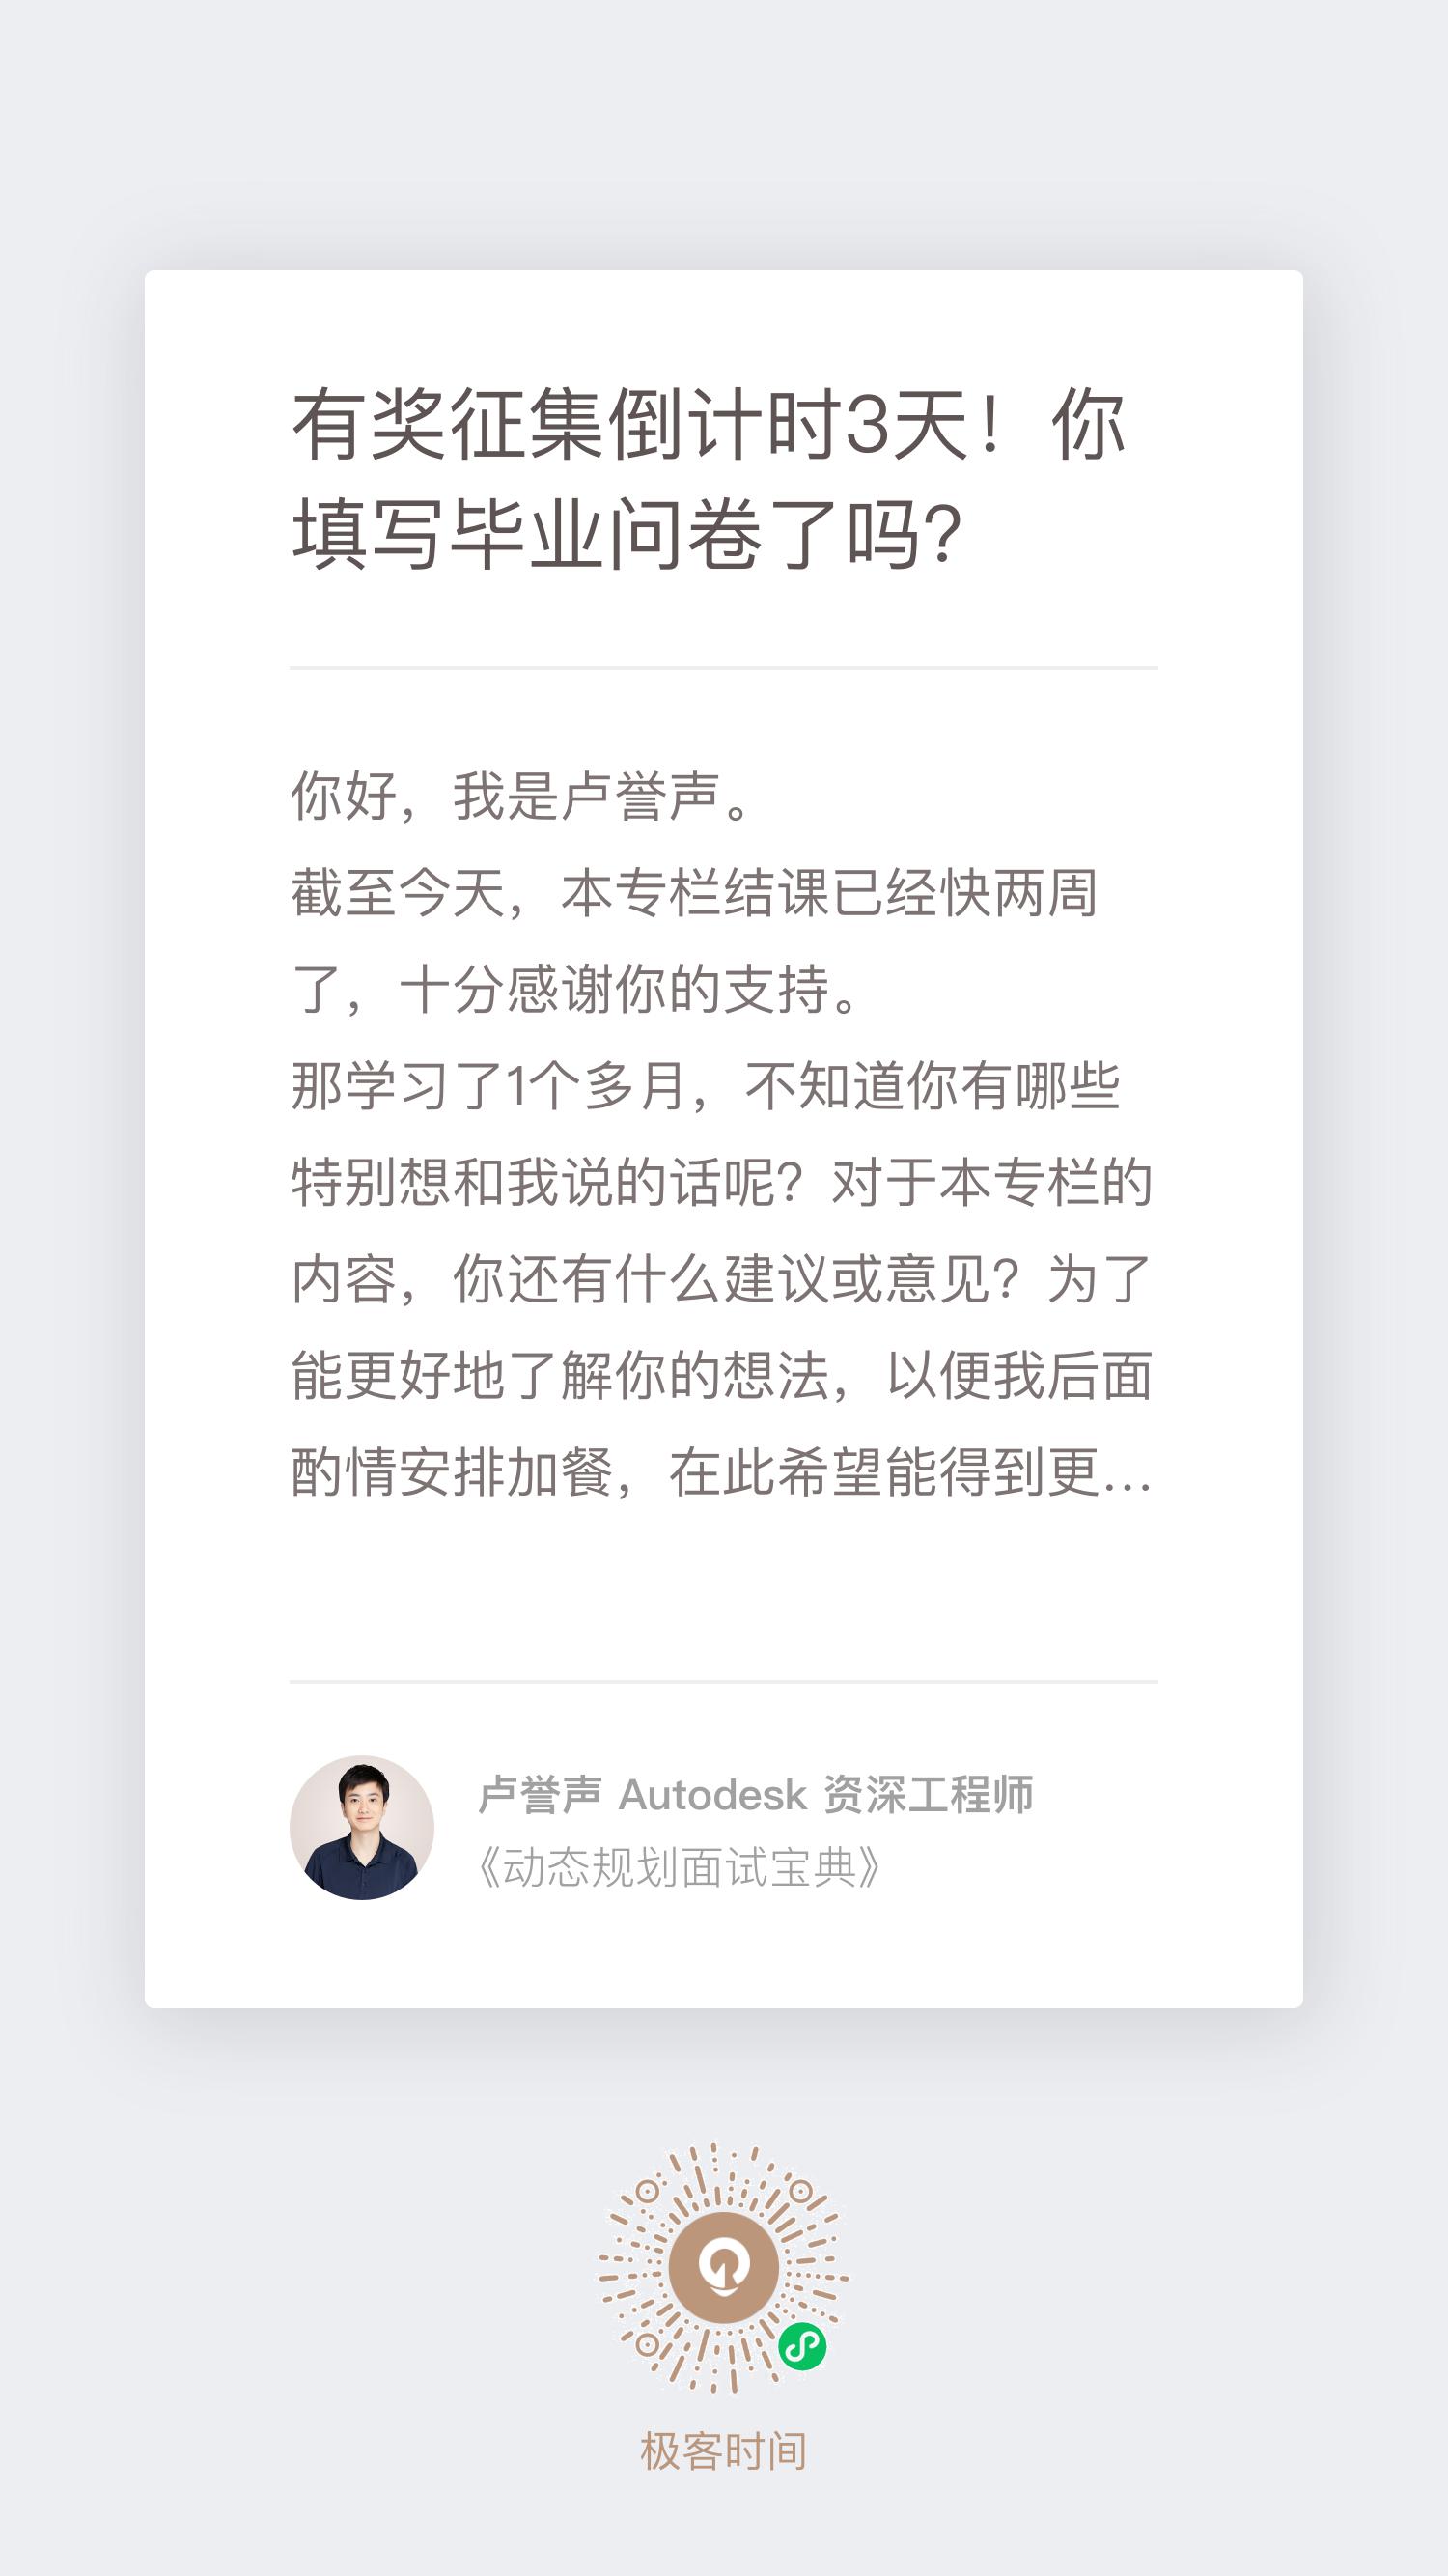 有奖征集倒计时3天！你
填写毕业问卷了吗？
你好，我是卢誉声。
截至今天，本专栏结课已经快两周
了，十分感谢你的支持。
那学习了1个多月，不知道你有哪些
特别想和我说的话呢？对于本专栏的
内容，你还有什么建议或意见？为了
能更好地了解你的想法，以便我后面
酌情安排加餐，在此希望能得到更...
卢誉声 Autodesk 资深工程师
《动态规划面试宝典》
极客时间